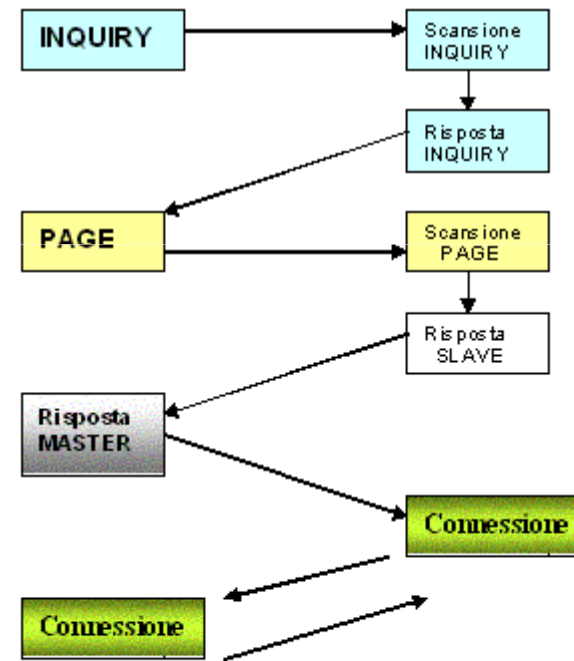 INQUIRY
Scansione
INQUIRY
Risposta
INQUIRY
PAGE
Scansione
PAGE
Risposta
SLAVE
Risposta
MASTER
Connessione
Connessione